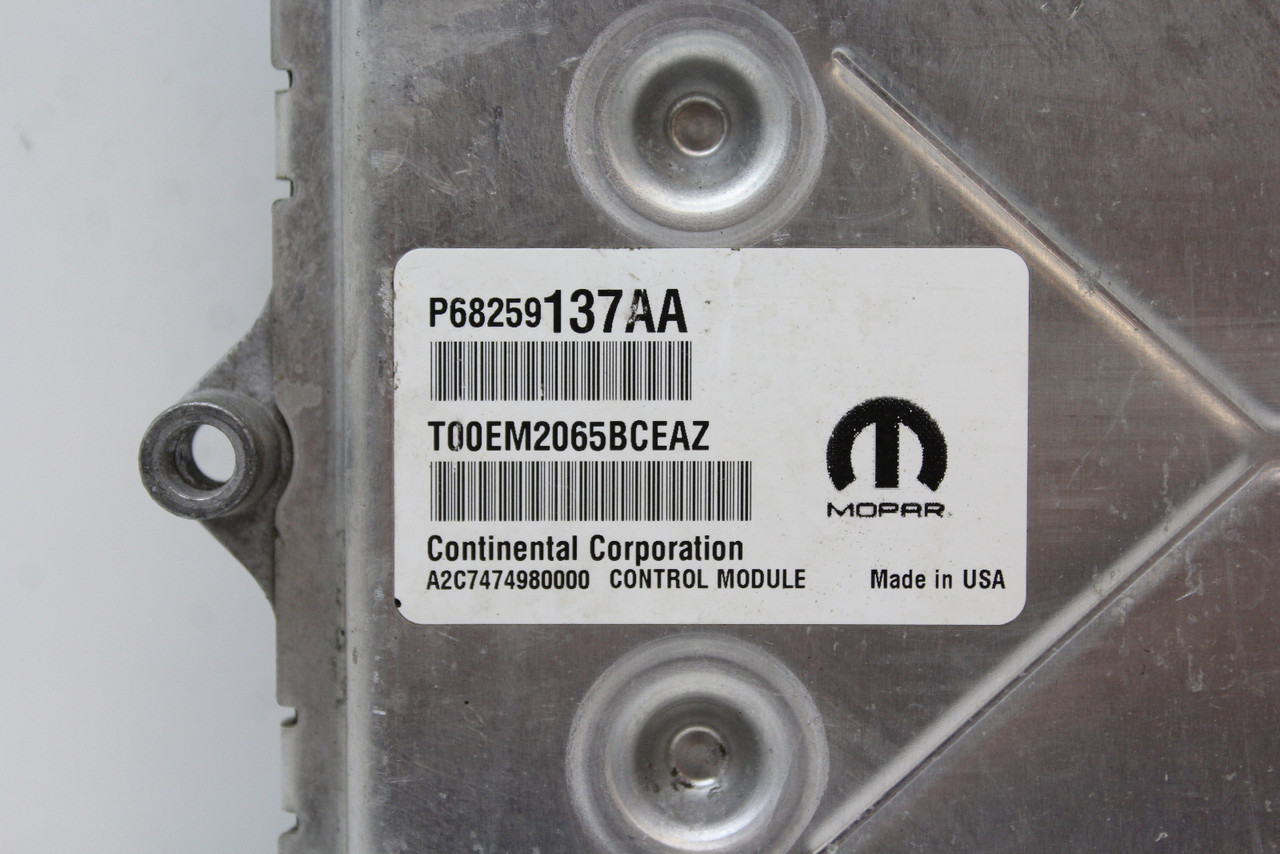 P68259137AA
T00EM2065BCEAZ
MOPAR
Continental Corporation
A2C7474980000 CONTROL MODULE Made in USA